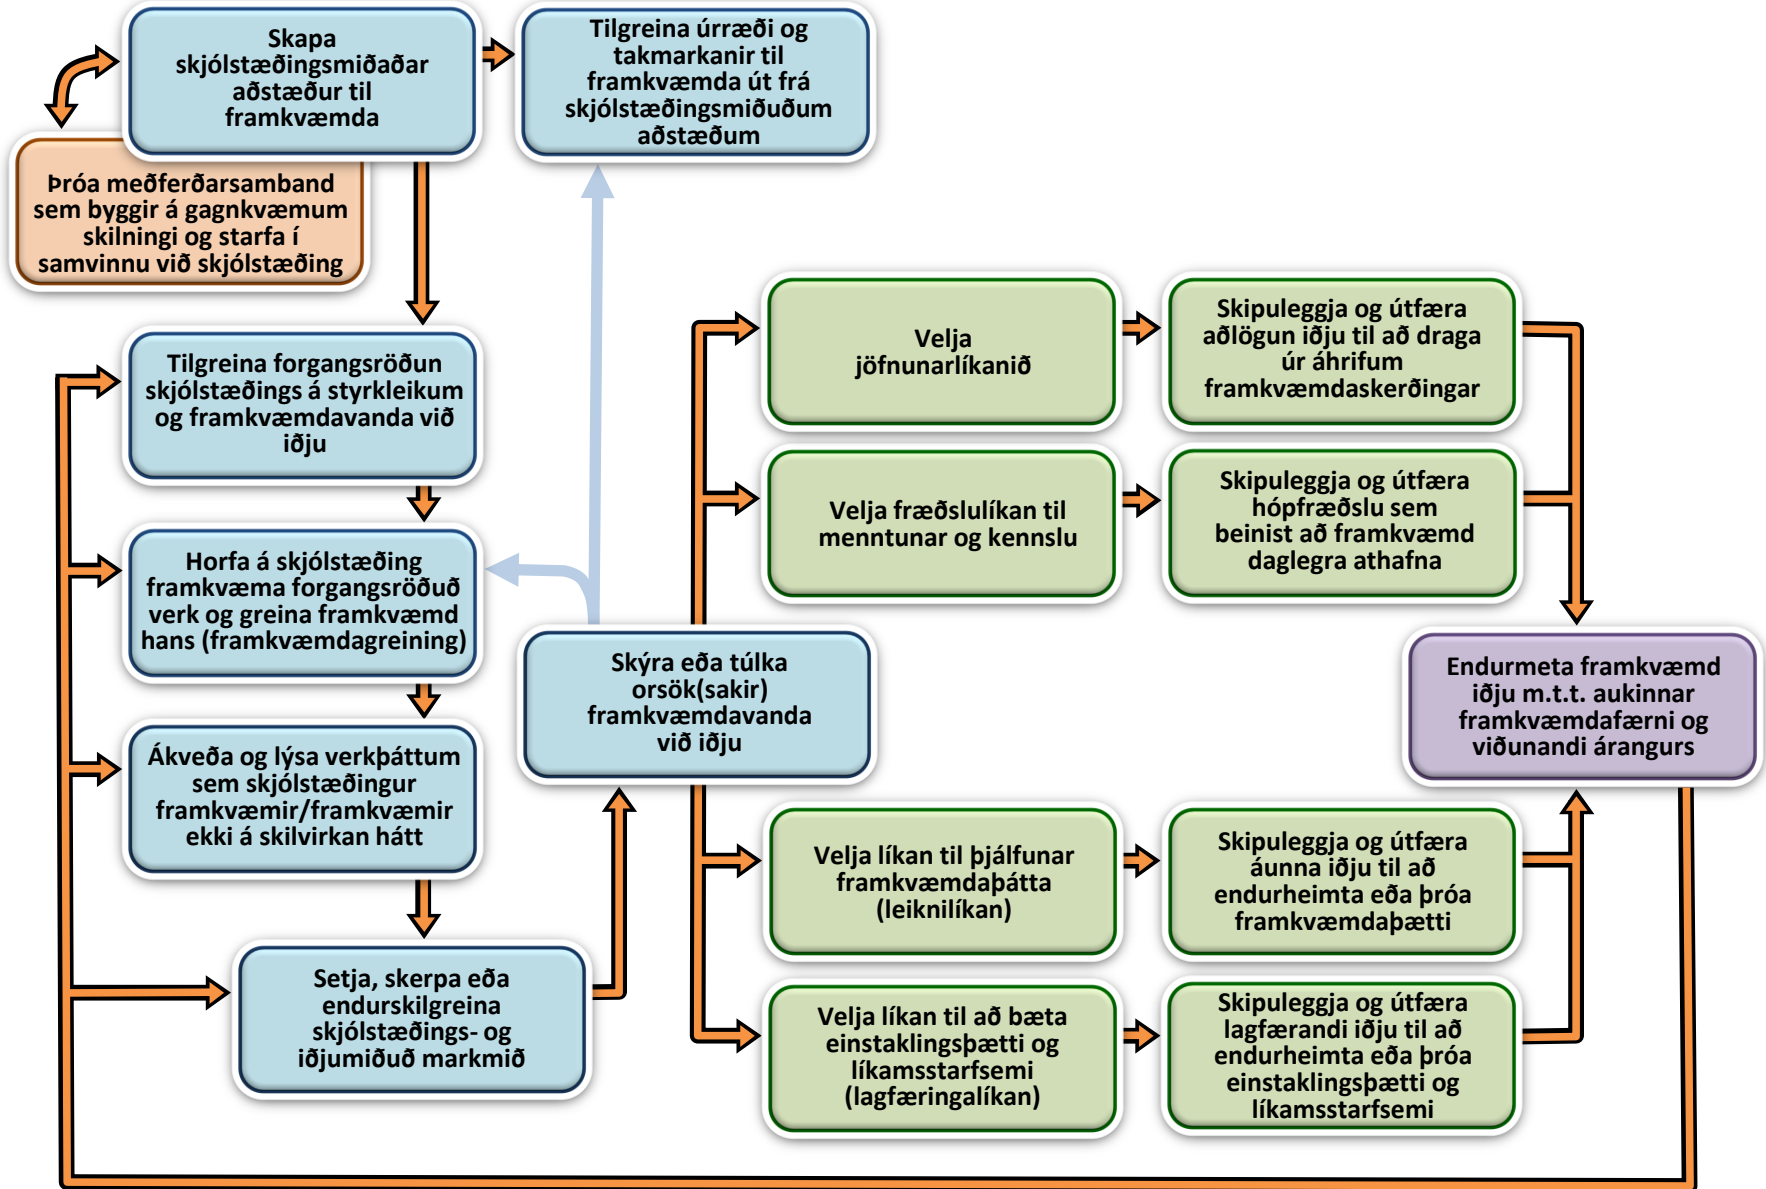 Skapa
skjólstæðingsmiðaðar
aðstæður til
framkvæmda
Tilgreina úrræði og
takmarkanir til
framkvæmda út frá
skjólstæðingsmiðuðum
aðstæðum
Þróa meðferðarsamband
sem byggir á gagnkvæmum
skilningi og starfa í
samvinnu við skjólstæðing
Tilgreina forgangsröðun
skjólstæðings á styrkleikum
og framkvæmdavanda við
iðju
Horfa á skjólstæðing
framkvæma forgangsröðuð
verk og greina framkvæmd
hans (framkvæmdagreining)
Ákveða og lýsa verkþáttum
sem skjólstæðingur
framkvæmir/framkvæmir
ekki á skilvirkan hátt
Setja, skerpa eða
endurskilgreina
skjólstæðings- og
iðjumiðuð markmið
Skýra eða túlka
orsök(sakir)
framkvæmdavanda
við iðju
Velja
jöfnunarlíkanið
Skipuleggja og útfæra
aðlögun iðju til að draga
úr áhrifum
framkvæmdaskerðingar
Velja fræðslulíkan til
menntunar og kennslu
Skipuleggja og útfæra
hópfræðslu sem
beinist að framkvæmd
daglegra athafna
Velja líkan til þjálfunar
framkvæmdaþátta
(leiknilíkan)
Skipuleggja og útfæra
áunna iðju til að
endurheimta eða þróa
framkvæmdaþætti
Velja líkan til að bæta
einstaklingsþætti og
líkamsstarfsemi
(lagfæringalíkan)
Skipuleggja og útfæra
lagfærandi iðju til að
endurheimta eða þróa
einstaklingsþætti og
líkamsstarfsemi
Endurmeta framkvæmd
iðju m.t.t. aukinnar
framkvæmdafærni og
viðunandi árangurs